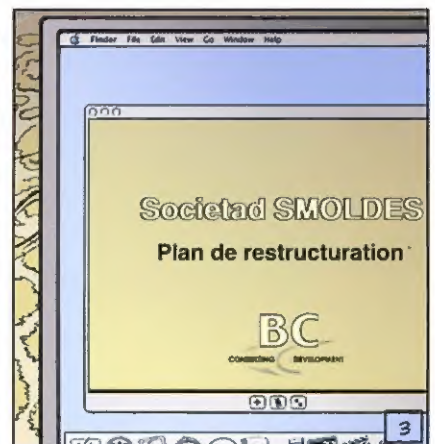 Finder File Edit View Go Window Help
Societad SMOLDES
Plan de restructuration
BC
CONSULTING DEVELOPMENT
3